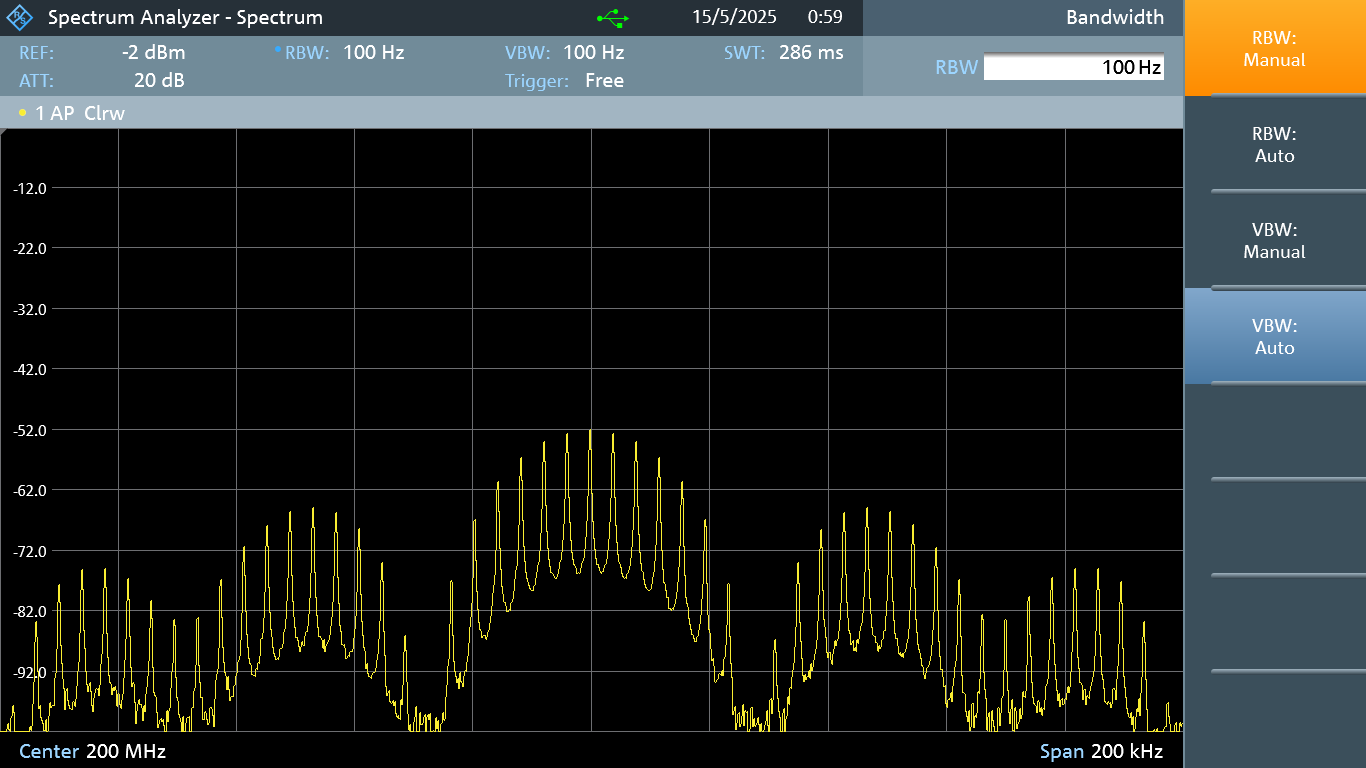 Spectrum Analyzer - Spectrum 15/5/2025 0:59 Bandwidth
REF: -2 dBm RBW: 100 Hz VBW: 100 Hz SWT: 286 ms
ATT: 20 dB Trigger: Free
RBW 100 Hz
1 AP Clrw
-12.0
-22.0
-32.0
-42.0
-52.0
-62.0
-72.0
-82.0
-92.0
Center 200 MHz Span 200 kHz
RBW:
Manual
RBW:
Auto
VBW:
Manual
VBW:
Auto